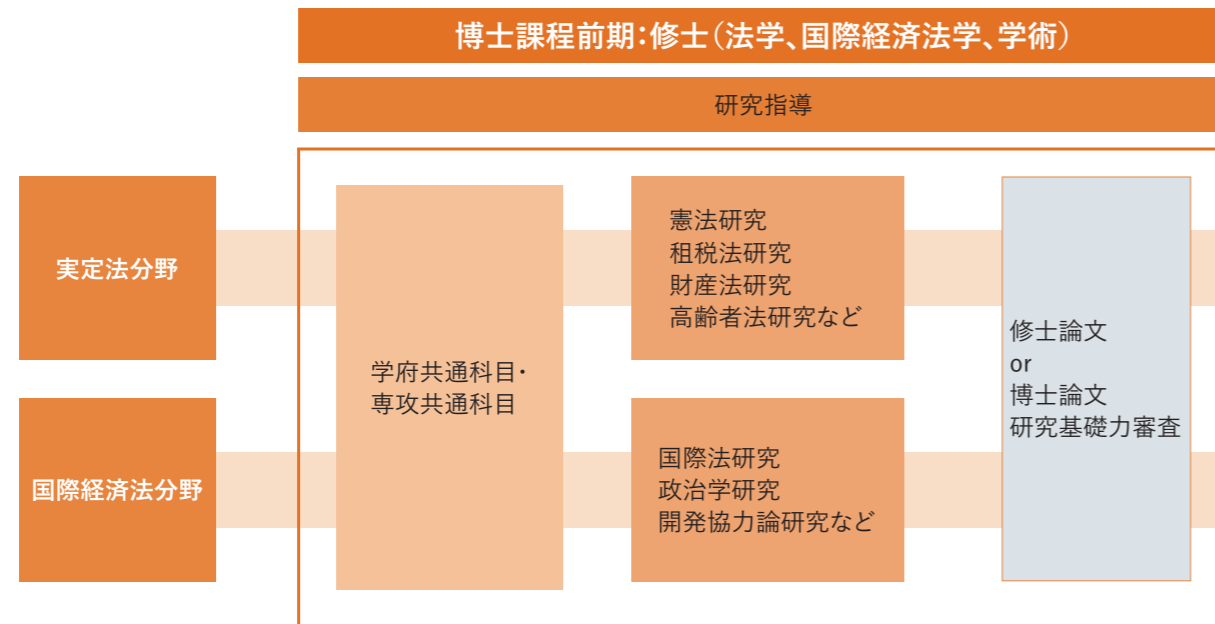 博士課程前期:修士(法学、国際経済法学、学術)
研究指導
実定法分野
学府共通科目・
専攻共通科目
憲法研究
租税法研究
財産法研究
高齢者法研究など
国際経済法分野
国際法研究
政治学研究
開発協力論研究など
修士論文
or
博士論文
研究基礎力審査